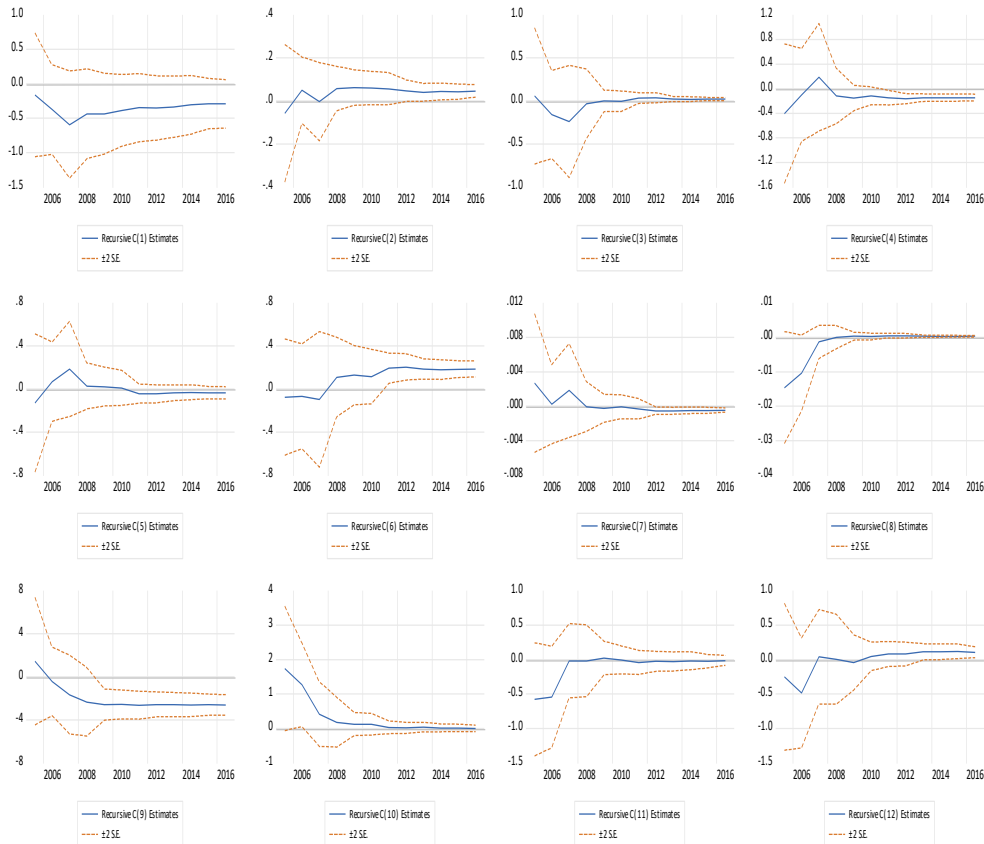 1.0
0.5
0.0
-0.5
-1.0
-1.5
2006 2008 2010 2012 2014 2016
Recursive C(1) Estimates
±2 S.E.
.4
.2
.0
-.2
-.4
2006 2008 2010 2012 2014 2016
Recursive C(2) Estimates
±2 S.E.
1.0
0.5
0.0
-0.5
-1.0
2006 2008 2010 2012 2014 2016
Recursive C(3) Estimates
±2 S.E.
1.2
0.8
0.4
0.0
-0.4
-0.8
-1.2
-1.6
2006 2008 2010 2012 2014 2016
Recursive C(4) Estimates
±2 S.E.
.8
.4
.0
-.4
-.8
2006 2008 2010 2012 2014 2016
Recursive C(5) Estimates
±2 S.E.
.8
.4
.0
-.4
-.8
2006 2008 2010 2012 2014 2016
Recursive C(6) Estimates
±2 S.E.
.012
.008
.004
.000
-.004
-.008
2006 2008 2010 2012 2014 2016
Recursive C(7) Estimates
±2 S.E.
.01
.00
-.01
-.02
-.03
-.04
2006 2008 2010 2012 2014 2016
Recursive C(8) Estimates
±2 S.E.
8
4
0
-4
-8
2006 2008 2010 2012 2014 2016
Recursive C(9) Estimates
±2 S.E.
4
3
2
1
0
-1
2006 2008 2010 2012 2014 2016
Recursive C(10) Estimates
±2 S.E.
1.0
0.5
0.0
-0.5
-1.0
-1.5
2006 2008 2010 2012 2014 2016
Recursive C(11) Estimates
±2 S.E.
1.0
0.5
0.0
-0.5
-1.0
-1.5
2006 2008 2010 2012 2014 2016
Recursive C(12) Estimates
±2 S.E.